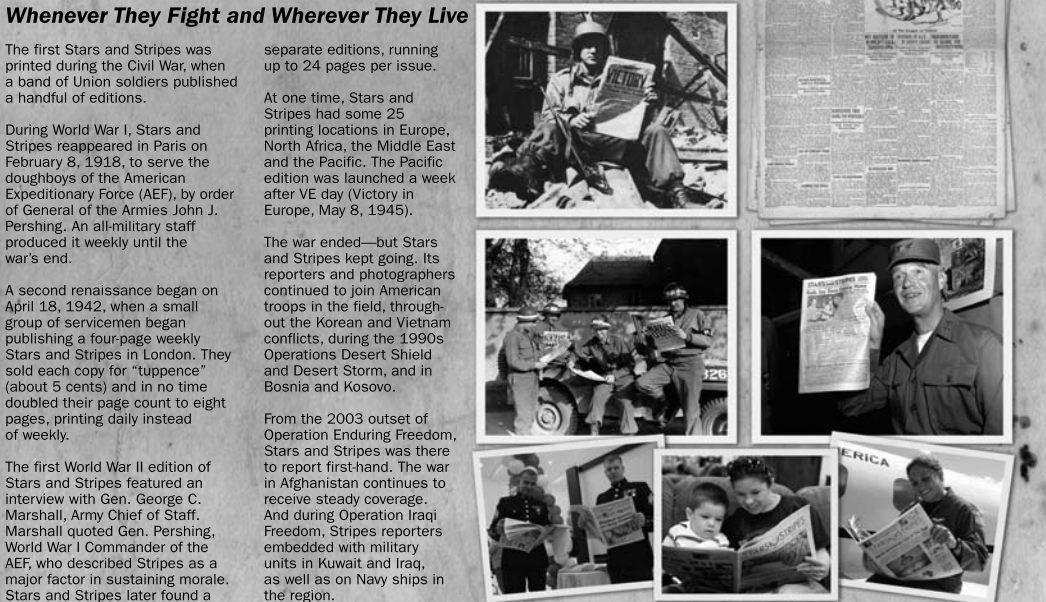 Whenever They Fight and Wherever They Live
The first Stars and Stripes was
printed during the Civil War, when
a band of Union soldiers published
a handful of editions.
During World War I, Stars and
Stripes reappeared in Paris on
February 8, 1918, to serve the
doughboys of the American
Expeditionary Force (AEF), by order
of General of the Armies John J.
Pershing. An all-military staff
produced it weekly until the
war's end.
A second renaissance began on
April 18, 1942, when a small
group of servicemen began
publishing a four-page weekly
Stars and Stripes in London. They
sold each copy for “tuppence”
(about 5 cents) and in no time
doubled their page count to eight
pages, printing daily instead
of weekly.
The first World War II edition of
Stars and Stripes featured an
interview with Gen. George C.
Marshall, Army Chief of Staff.
Marshall quoted Gen. Pershing,
World War I Commander of the
AEF, who described Stripes as a
major factor in sustaining morale.
Stars and Stripes later found a
separate editions, running
up to 24 pages per issue.
At one time, Stars and
Stripes had some 25
printing locations in Europe,
North Africa, the Middle East
and the Pacific. The Pacific
edition was launched a week
after VE day (Victory in
Europe, May 8, 1945).
The war ended—but Stars
and Stripes kept going. Its
reporters and photographers
continued to join American
troops in the field, through-
out the Korean and Vietnam
conflicts, during the 1990s
Operations Desert Shield
and Desert Storm, and in
Bosnia and Kosovo.
From the 2003 outset of
Operation Enduring Freedom,
Stars and Stripes was there
to report first-hand. The war
in Afghanistan continues to
receive steady coverage.
And during Operation Iraqi
Freedom, Stripes reporters
embedded with military
units in Kuwait and Iraq,
as well as on Navy ships in
the region.
VICTORY
STARS AND STRIPES
326
STARS AND STRIPES
ERICA